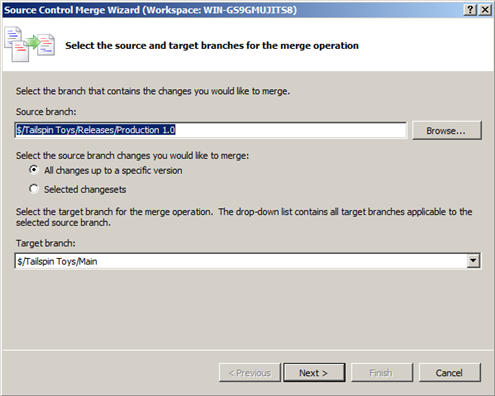 Source Control Merge Wizard (Workspace: WIN-GS9GMUJITS8)
Select the source and target branches for the merge operation
Select the branch that contains the changes you would like to merge.
Source branch:
$/Tailspin Toys/Releases/Production 1.0
Browse...
Select the source branch changes you would like to merge:
All changes up to a specific version
Selected changesets
Select the target branch for the merge operation. The drop-down list contains all target branches applicable to the
selected source branch.
Target branch:
$/Tailspin Toys/Main
< Previous
Next >
Finish
Cancel